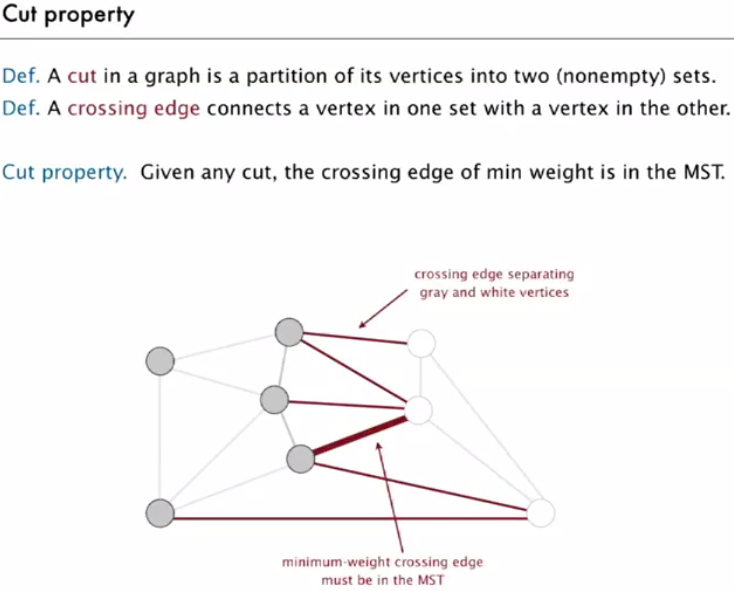 Cut property
Def. A cut in a graph is a partition of its vertices into two (nonempty) sets.
Def. A crossing edge connects a vertex in one set with a vertex in the other.
Cut property. Given any cut, the crossing edge of min weight is in the MST.
crossing edge separating
gray and white vertices
minimum-weight crossing edge
must be in the MST